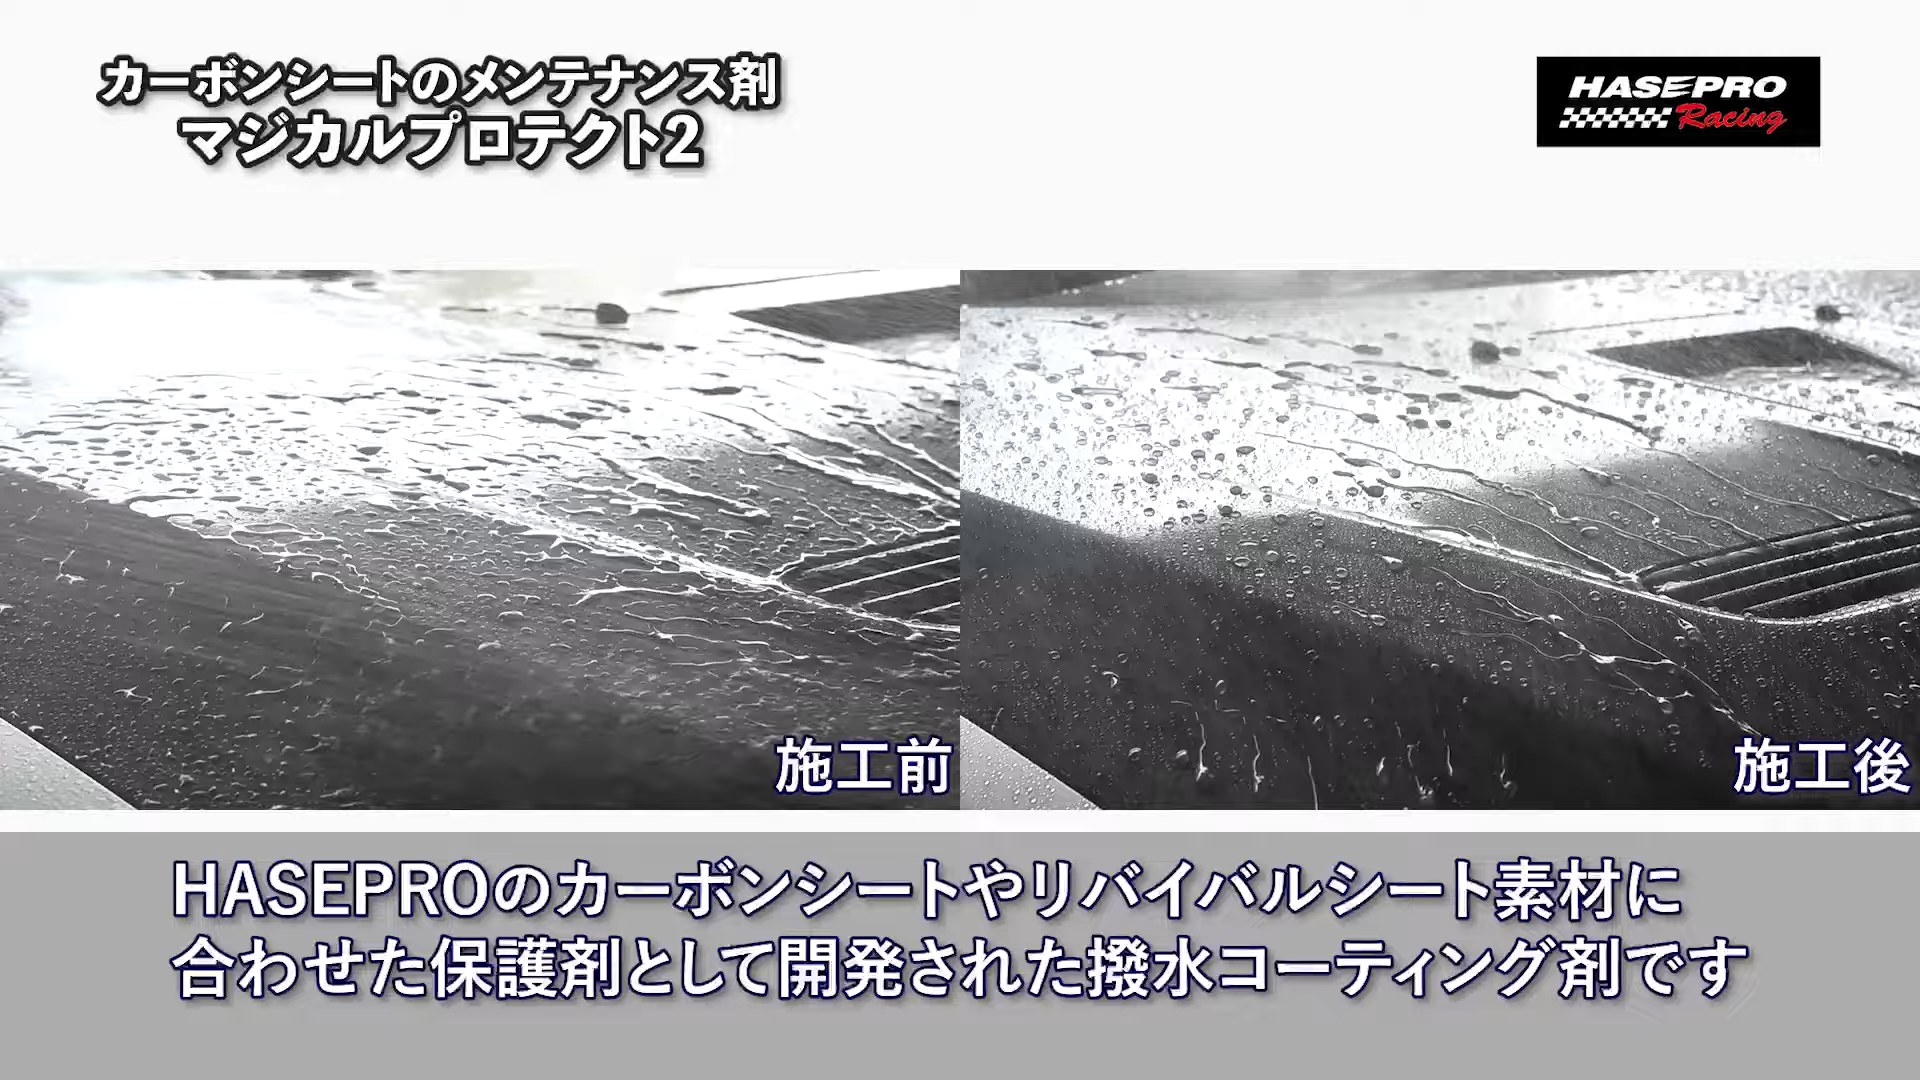 カーボンシートのメンテナンス剤
マジカルプロテクト2
HASEPRO
Racing
施工前
施工後
HASEPROのカーボンシートやリバイバルシート素材に
合わせた保護剤として開発された撥水コーティング剤です